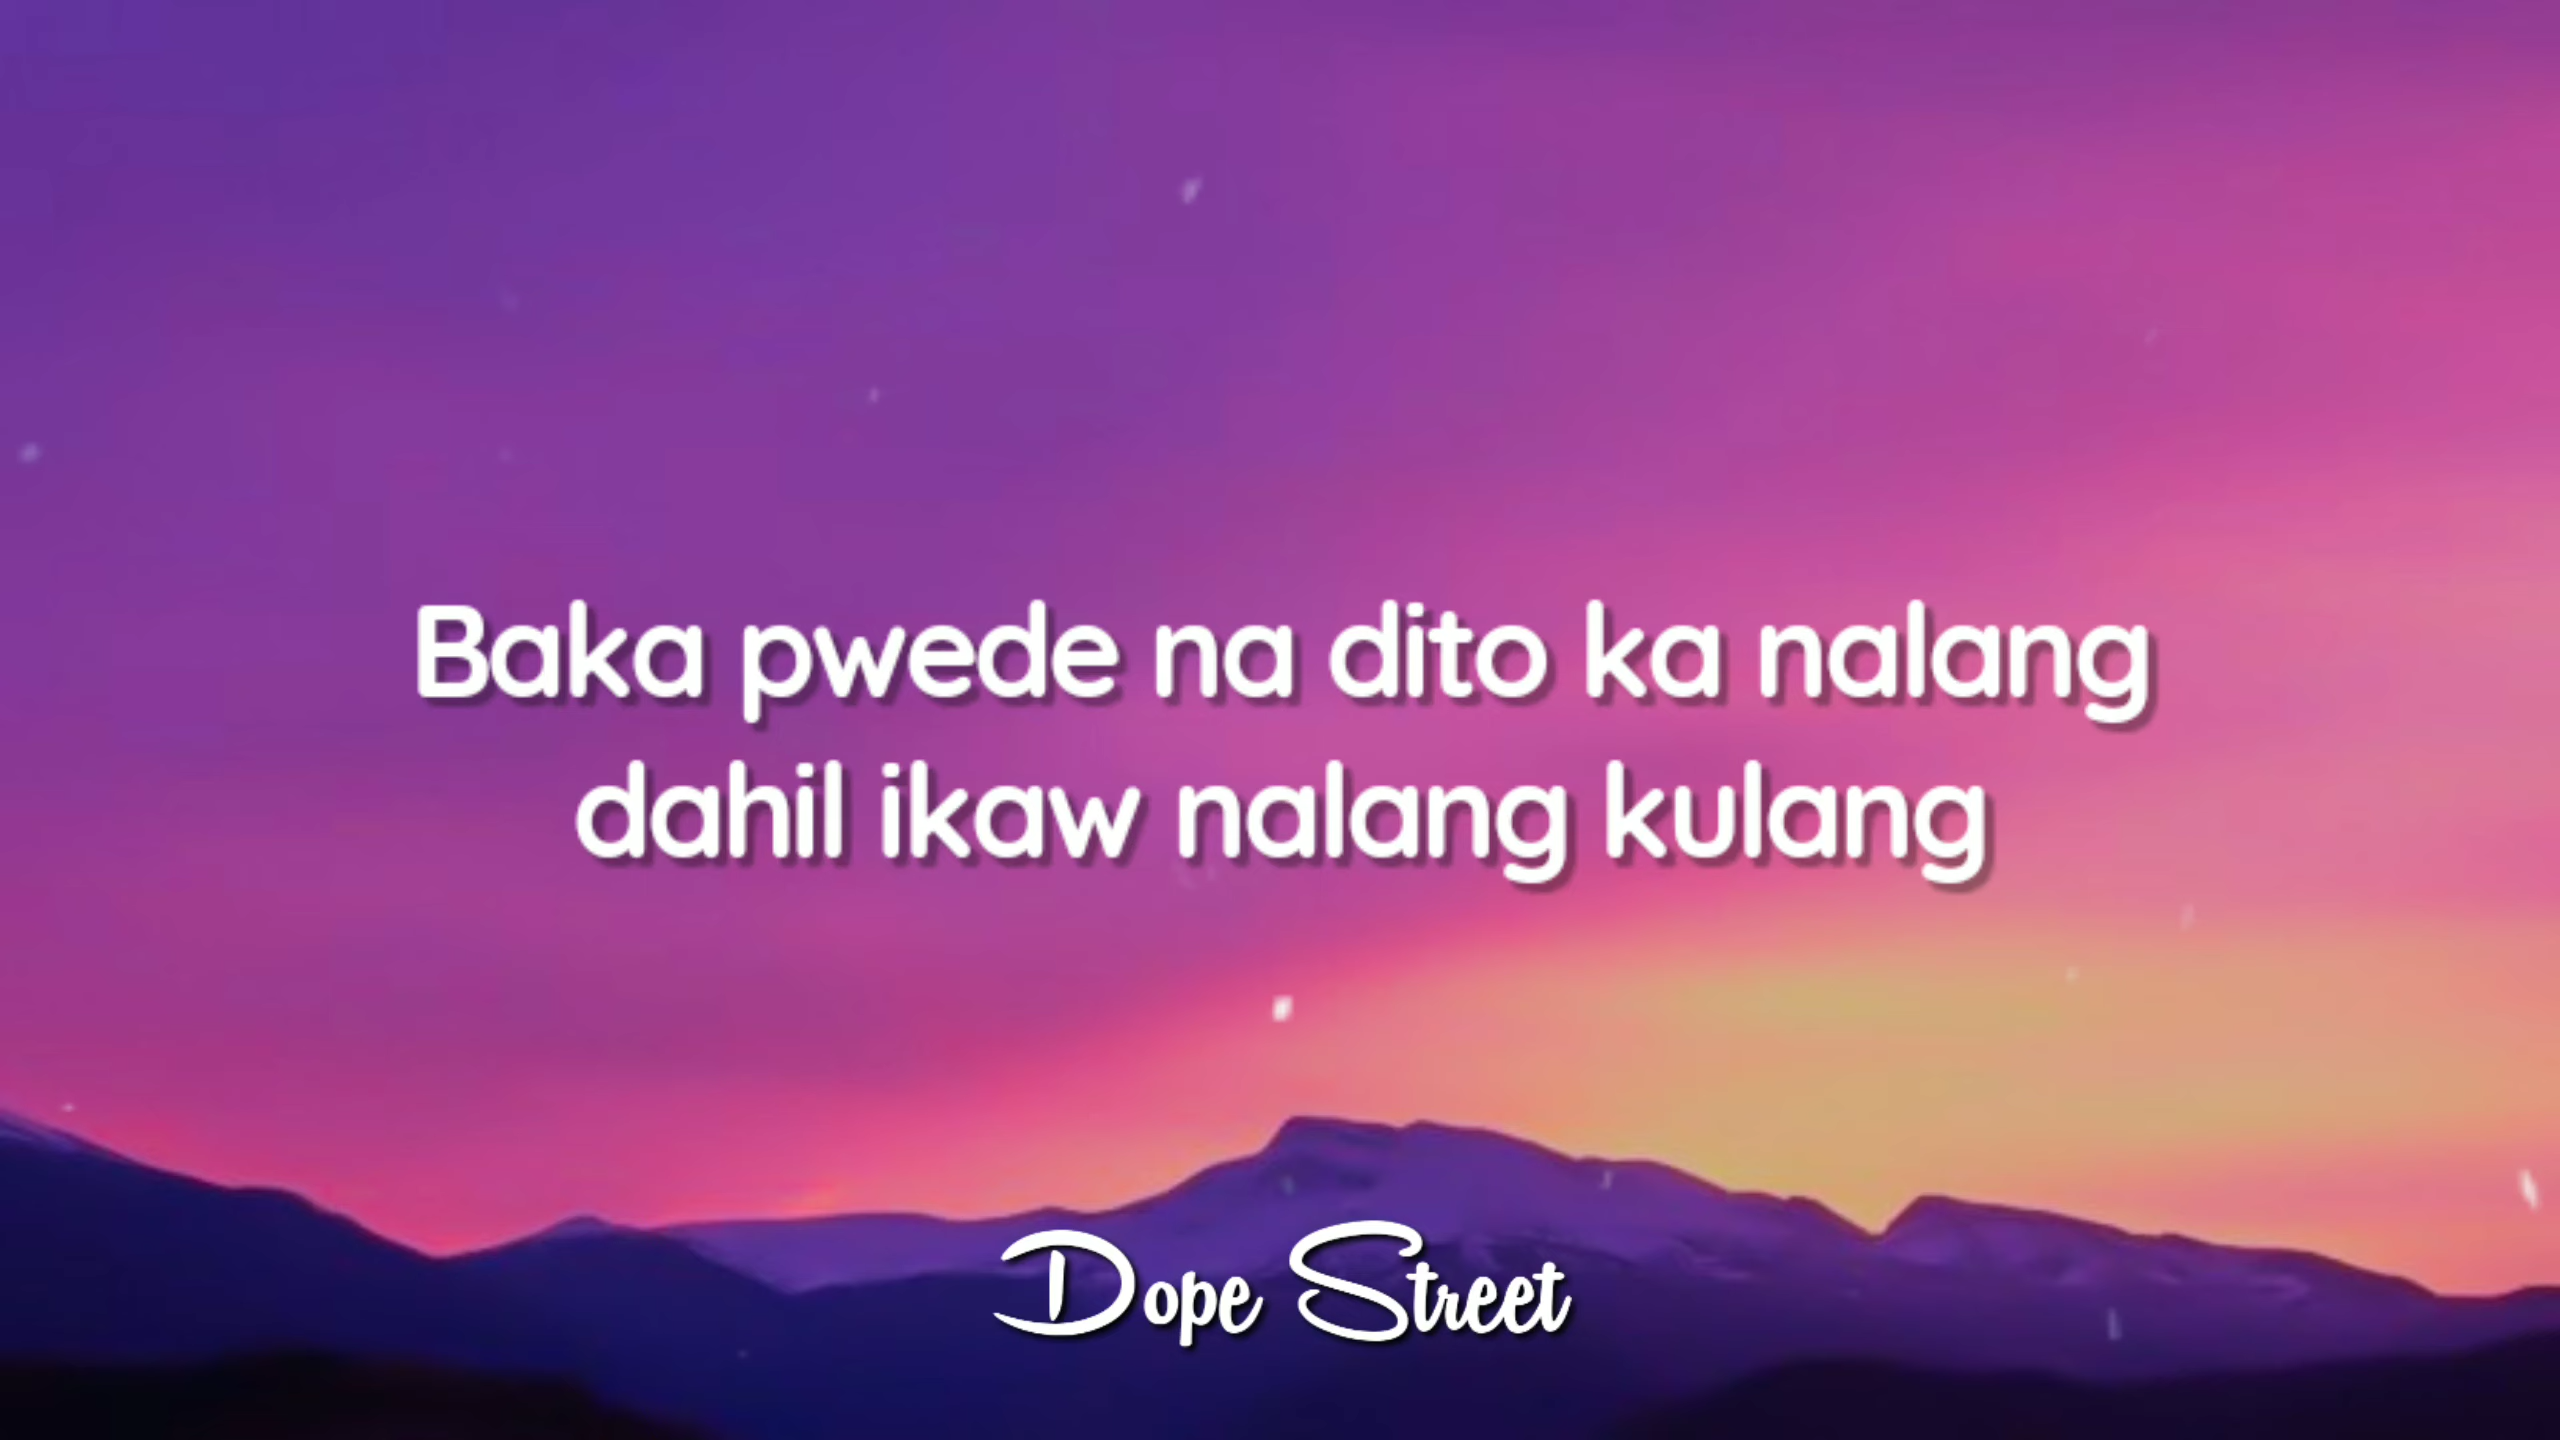 Baka pwede na dito ka nalang
dahil ikaw nalang kulang
Dope Street